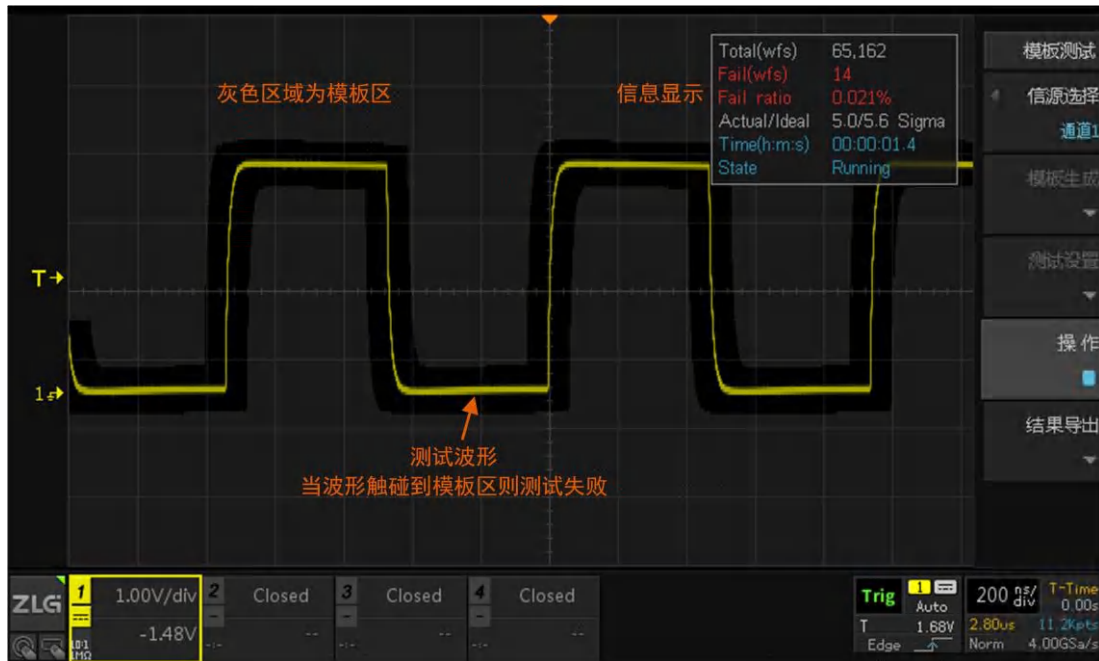 Total(wfs) 65,162
Fail(wfs) 14
Fail ratio 0.021%
Actual/Ideal 5.0/5.6 Sigma
Time(h:m:s) 00:00:01.4
State Running
灰色区域为模板区
信息显示
模板测试
信源选择
通道1
模板生成
测试设置
操作
结果导出
T
1
测试波形
当波形触碰到模板区则测试失败
ZLG
1 1.00V/div
-1.48V
10:1
1MΩ
2 Closed
--
-:-
3 Closed
--
-:-
4 Closed
--
-:-
Trig 1
Auto
T 1.68V
Edge
200 ns/div T-Time
0.00s
2.80us 11.2Kpts
Norm 4.00GSa/s